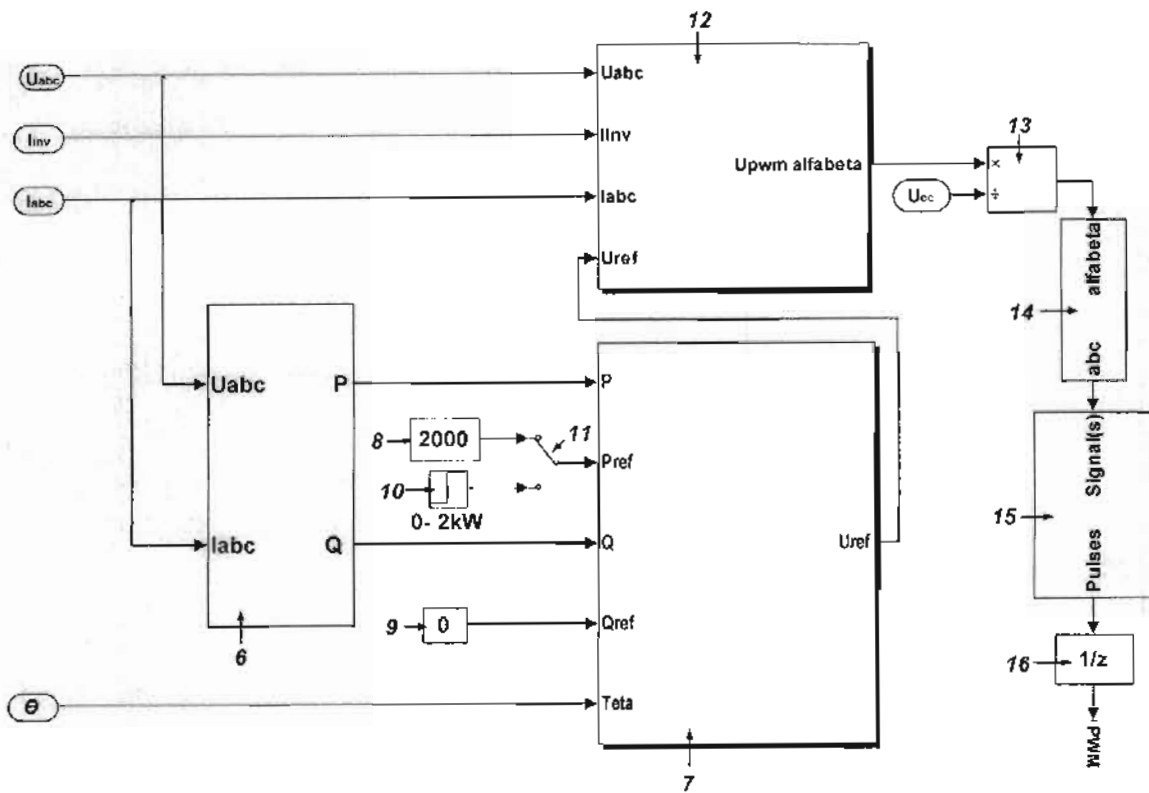 12
Uabc
Uabc
Iinv
IInv
13
Upwm alfabeta
×
Iabc
Iabc
÷
Uref
alfabeta
14
abc
Uabc
P
P
8
2000
11
Pref
10
0- 2kW
Signal(s)
15
Pulses
Iabc
Q
Q
Uref
9
0
Qref
6
16
1/z
Θ
Teta
PWM
7